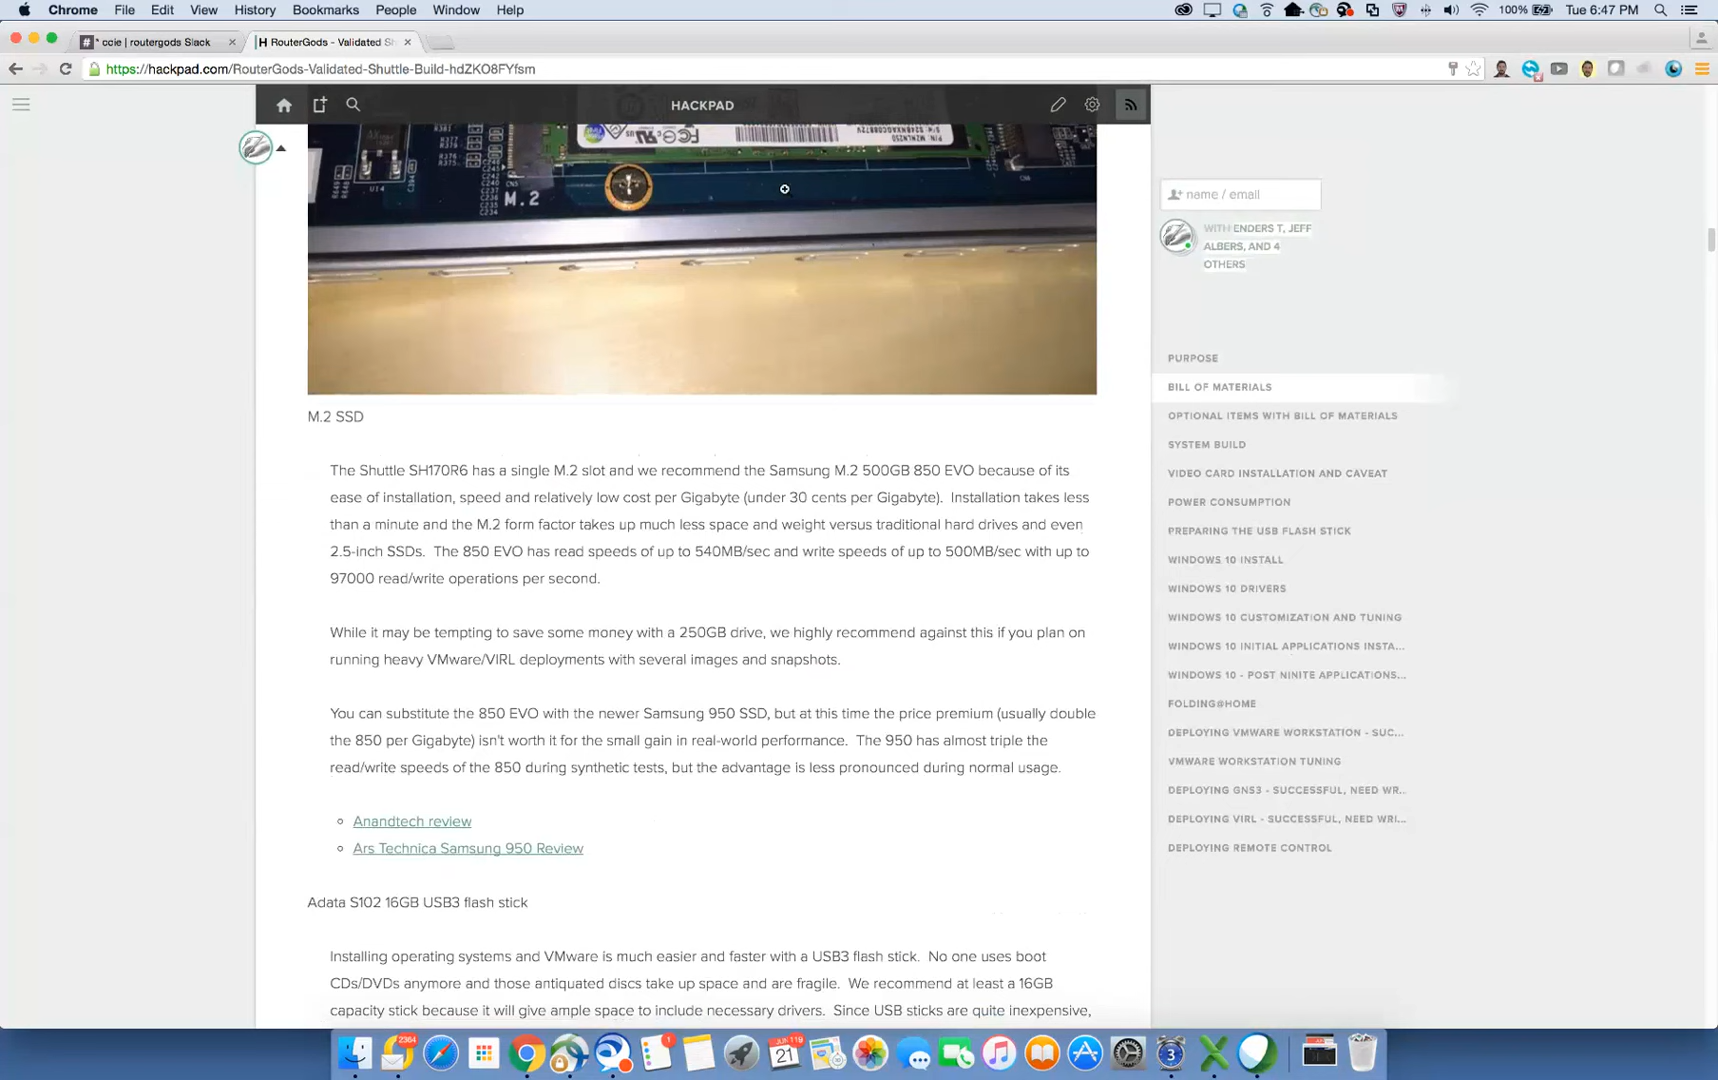 Chrome File Edit View History Bookmarks People Window Help 100% Tue 6:47 PM
* ccie | routergods Slack × H RouterGods - Validated Sh ×
https://hackpad.com/RouterGods-Validated-Shuttle-Build-hdZKO8FYfsm
HACKPAD
M.2
name / email
WITH ENDERS T, JEFF
ALBERS, AND 4
OTHERS
M.2 SSD
The Shuttle SH170R6 has a single M.2 slot and we recommend the Samsung M.2 500GB 850 EVO because of its
ease of installation, speed and relatively low cost per Gigabyte (under 30 cents per Gigabyte). Installation takes less
than a minute and the M.2 form factor takes up much less space and weight versus traditional hard drives and even
2.5-inch SSDs. The 850 EVO has read speeds of up to 540MB/sec and write speeds of up to 500MB/sec with up to
97000 read/write operations per second.
While it may be tempting to save some money with a 250GB drive, we highly recommend against this if you plan on
running heavy VMware/VIRL deployments with several images and snapshots.
You can substitute the 850 EVO with the newer Samsung 950 SSD, but at this time the price premium (usually double
the 850 per Gigabyte) isn't worth it for the small gain in real-world performance. The 950 has almost triple the
read/write speeds of the 850 during synthetic tests, but the advantage is less pronounced during normal usage.
Anandtech review
Ars Technica Samsung 950 Review
Adata S102 16GB USB3 flash stick
Installing operating systems and VMware is much easier and faster with a USB3 flash stick. No one uses boot
CDs/DVDs anymore and those antiquated discs take up space and are fragile. We recommend at least a 16GB
capacity stick because it will give ample space to include necessary drivers. Since USB sticks are quite inexpensive,
PURPOSE
BILL OF MATERIALS
OPTIONAL ITEMS WITH BILL OF MATERIALS
SYSTEM BUILD
VIDEO CARD INSTALLATION AND CAVEAT
POWER CONSUMPTION
PREPARING THE USB FLASH STICK
WINDOWS 10 INSTALL
WINDOWS 10 DRIVERS
WINDOWS 10 CUSTOMIZATION AND TUNING
WINDOWS 10 INITIAL APPLICATIONS INSTA...
WINDOWS 10 - POST NINITE APPLICATIONS...
FOLDING@HOME
DEPLOYING VMWARE WORKSTATION - SUC...
VMWARE WORKSTATION TUNING
DEPLOYING GNS3 - SUCCESSFUL, NEED WR...
DEPLOYING VIRL - SUCCESSFUL, NEED WRI...
DEPLOYING REMOTE CONTROL
2364
1
JUN 119
21
3